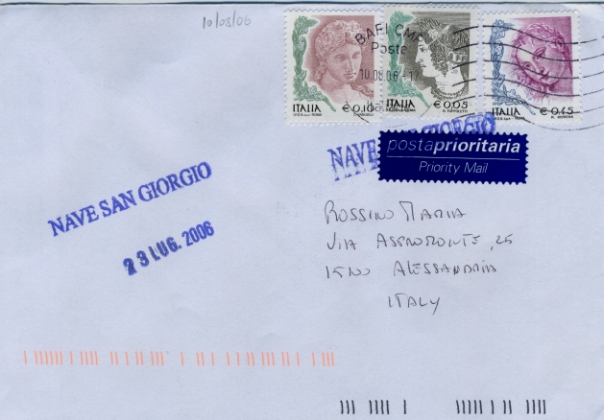 10/08/06
BARI CMP
Poste
10.08.06
ITALIA € 0,10
ITALIA € 0,05
ITALIA € 0,45
NAVE SAN GIORGIO
NAVE SAN GIORGIO
23 LUG. 2006
postaprioritaria
Priority Mail
ROSSINO MARIA
VIA ASPROMONTE, 25
15100 ALESSANDRIA
ITALY